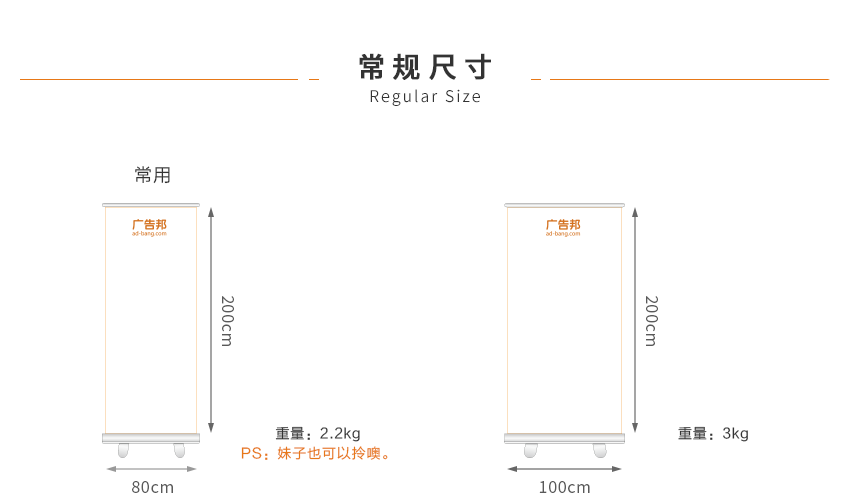 常规尺寸
Regular Size
常用
广告邦
ad-bang.com
200cm
重量：2.2kg
PS：妹子也可以拎噢。
80cm
广告邦
ad-bang.com
200cm
重量：3kg
100cm